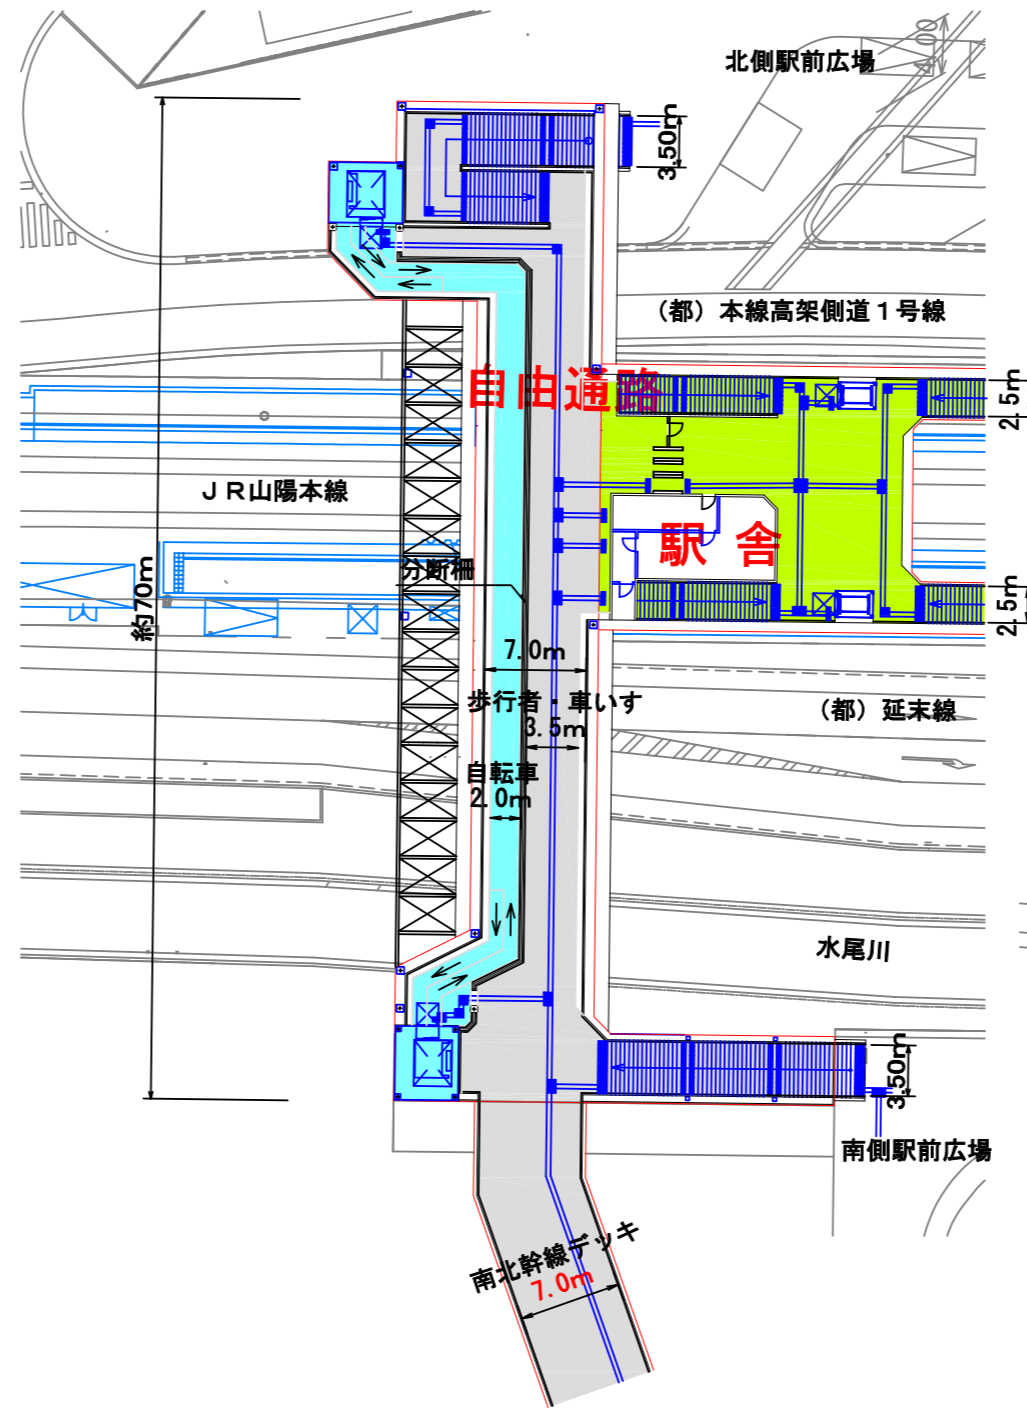 北側駅前広場
4.00
3.50m
（都）本線高架側道１号線
自由通路
2.5m
ＪＲ山陽本線
駅 舎
分断柵
約70m
2.5m
7.0m
歩行者・車いす
3.5m
（都）延末線
自転車
2.0m
水尾川
3.50m
南側駅前広場
南北幹線デッキ
7.0m